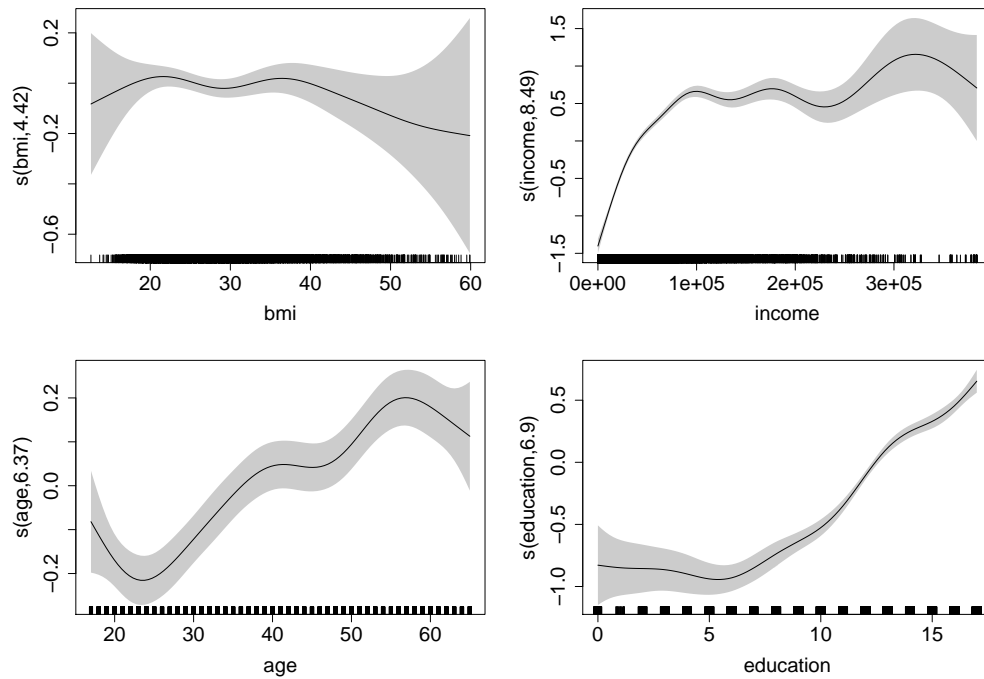 s(bmi,4.42)
0.2
−0.2
−0.6
20 30 40 50 60
bmi
s(income,8.49)
1.5
0.5
−0.5
−1.5
0e+00 1e+05 2e+05 3e+05
income
s(age,6.37)
0.2
0.0
−0.2
20 30 40 50 60
age
s(education,6.9)
0.5
0.0
−0.5
−1.0
0 5 10 15
education